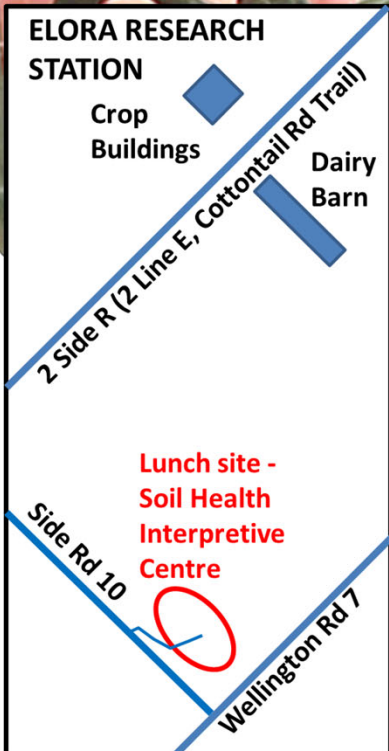 ELORA RESEARCH
STATION
Crop
Buildings
2 Side R (2 Line E, Cottontail Rd Trail)
Dairy
Barn
Lunch site -
Soil Health
Interpretive
Centre
Side Rd 10
Wellington Rd 7